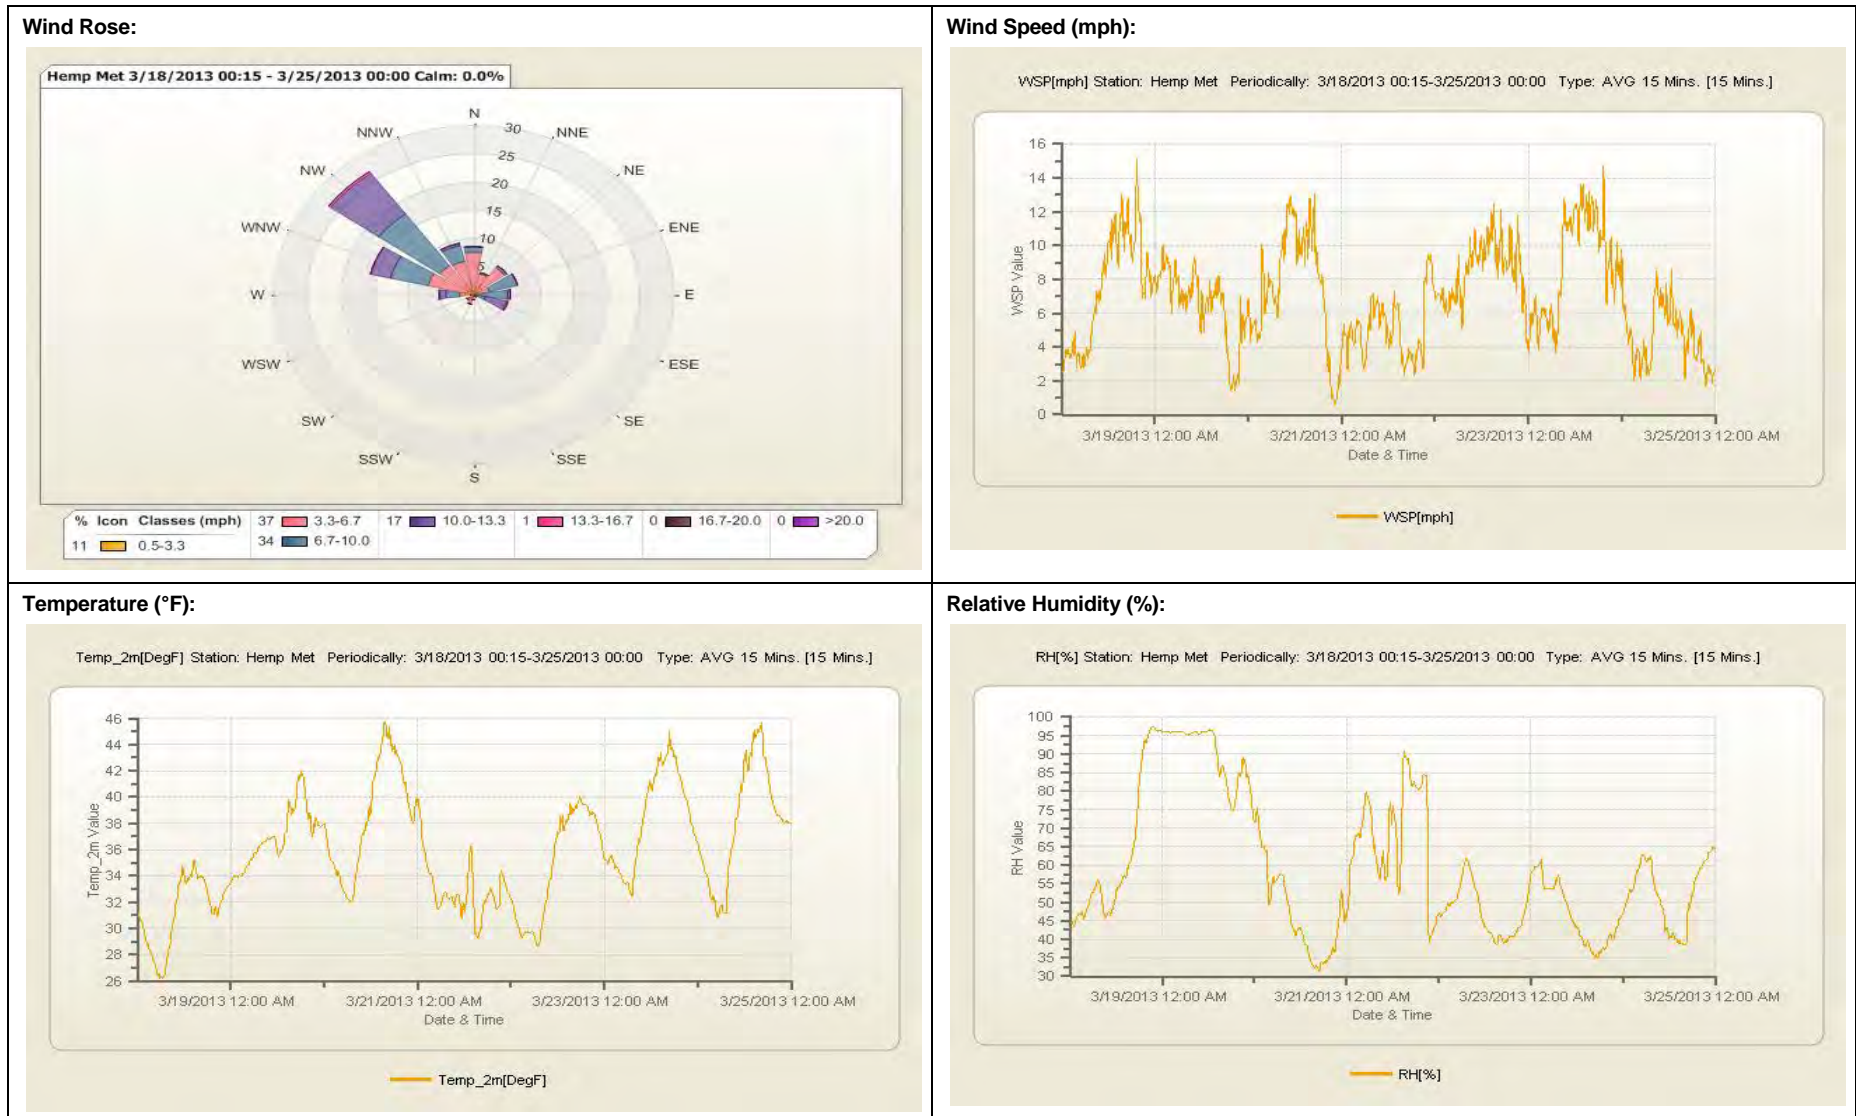 Wind Rose:
Hemp Met 3/18/2013 00:15 - 3/25/2013 00:00 Calm: 0.0%
N
NNW
30
NNE
25
NW
NE
20
15
WNW
ENE
10
5
W
E
WSW
ESE
SW
SE
SSW
SSE
S
% Icon Classes (mph) 37 3.3-6.7 17 10.0-13.3 1 13.3-16.7 0 16.7-20.0 0 >20.0
11 0.5-3.3 34 6.7-10.0
Wind Speed (mph):
WSP[mph] Station: Hemp Met Periodically: 3/18/2013 00:15-3/25/2013 00:00 Type: AVG 15 Mins. [15 Mins.]
16
14
12
10
8
6
4
2
0
WSP Value
3/19/2013 12:00 AM 3/21/2013 12:00 AM 3/23/2013 12:00 AM 3/25/2013 12:00 AM
Date & Time
WSP[mph]
Temperature (°F):
Temp_2m[DegF] Station: Hemp Met Periodically: 3/18/2013 00:15-3/25/2013 00:00 Type: AVG 15 Mins. [15 Mins.]
46
44
42
40
38
36
34
32
30
28
26
Temp_2m Value
3/19/2013 12:00 AM 3/21/2013 12:00 AM 3/23/2013 12:00 AM 3/25/2013 12:00 AM
Date & Time
Temp_2m[DegF]
Relative Humidity (%):
RH[%] Station: Hemp Met Periodically: 3/18/2013 00:15-3/25/2013 00:00 Type: AVG 15 Mins. [15 Mins.]
100
95
90
85
80
75
70
65
60
55
50
45
40
35
30
RH Value
3/19/2013 12:00 AM 3/21/2013 12:00 AM 3/23/2013 12:00 AM 3/25/2013 12:00 AM
Date & Time
RH[%]